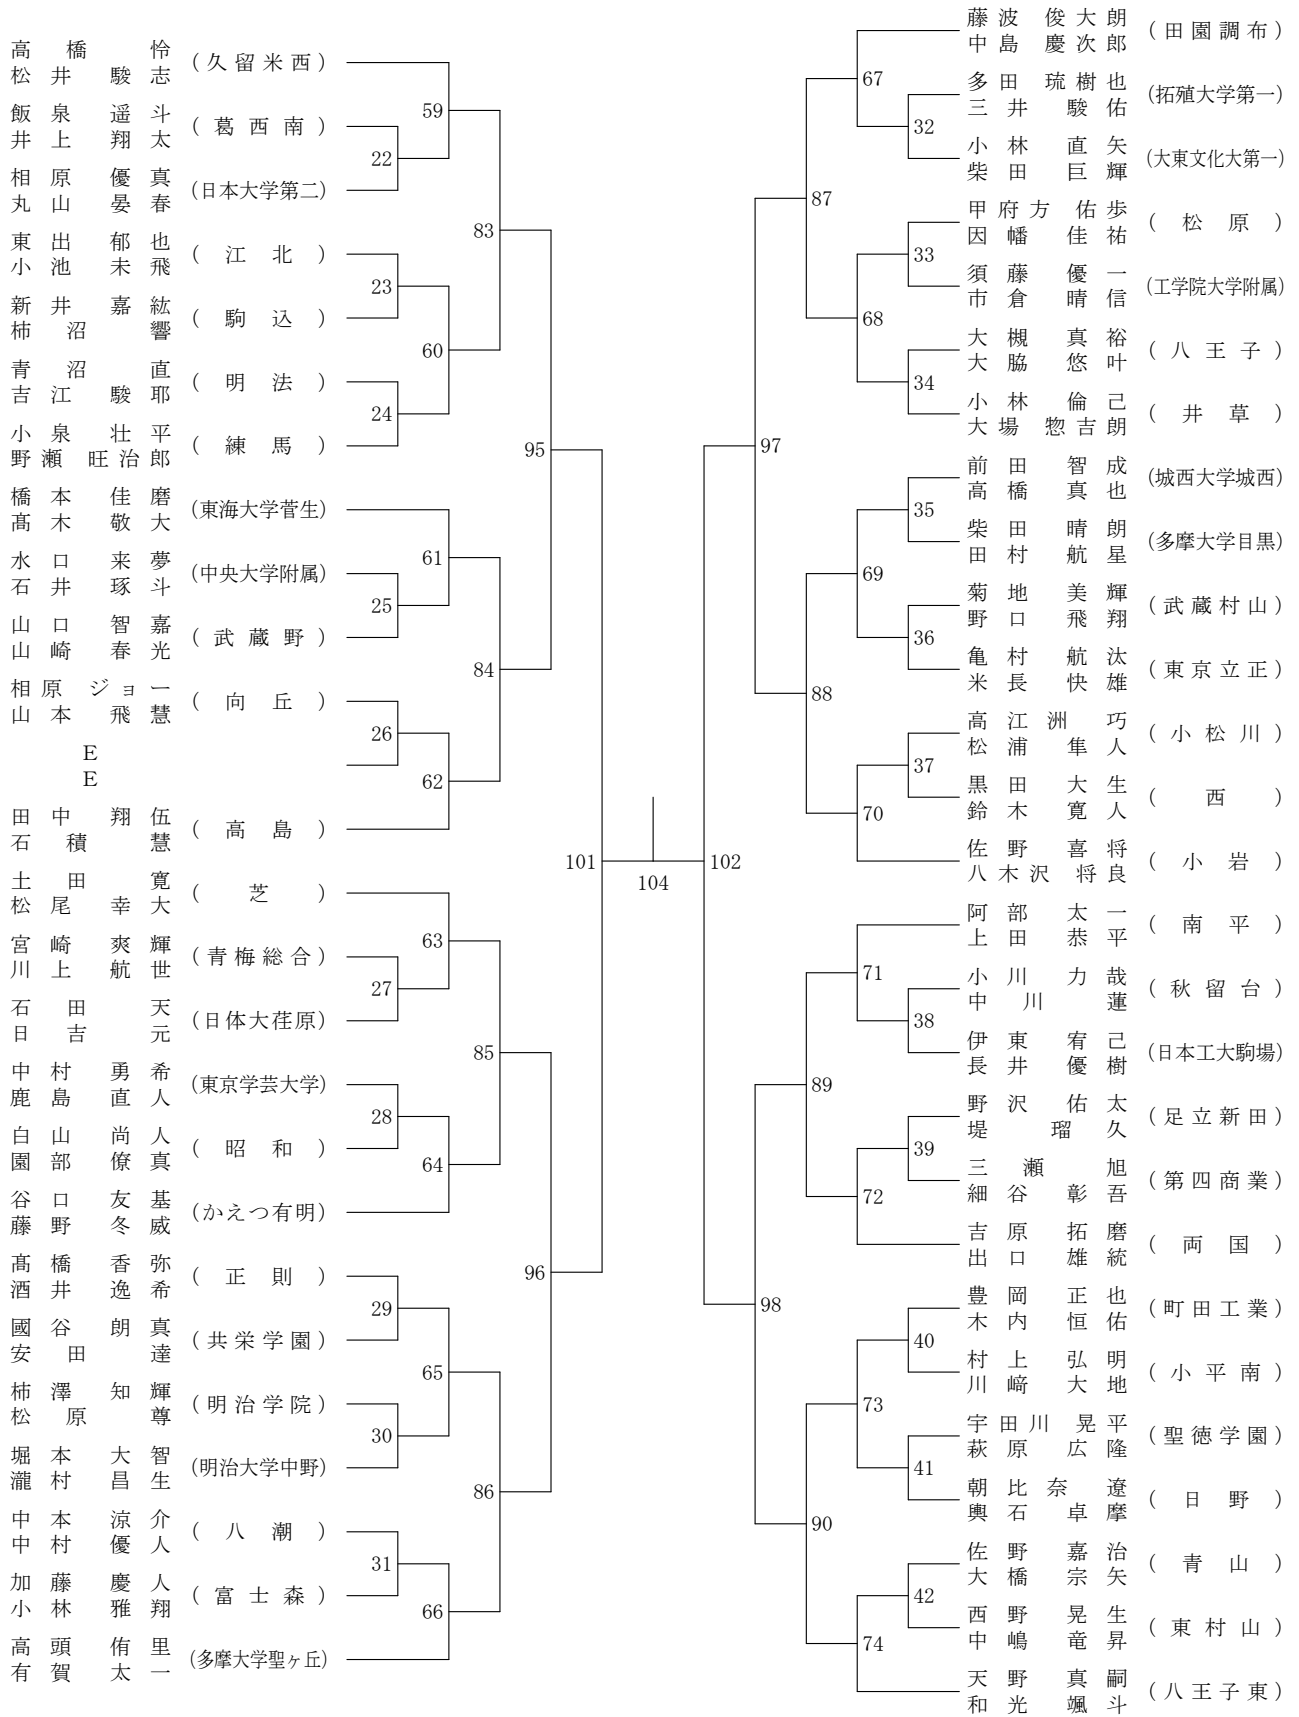 高橋怜
松井駿志
(久留米西)
飯泉遥斗
井上翔太
(葛西南)
相原優真
丸山晏春
(日本大学第二)
東出郁也
小池未飛
(江北)
新井嘉紘
柿沼響
(駒込)
青沼直
吉江駿耶
(明法)
小泉壮平
野瀬旺治郎
(練馬)
橋本佳磨
髙木敬大
(東海大学菅生)
水口来夢
石井琢斗
(中央大学附属)
山口智嘉
山崎春光
(武蔵野)
相原ジョー
山本飛慧
(向丘)
E
E
田中翔伍
石積慧
(高島)
土田寛
松尾幸大
(芝)
宮崎爽輝
川上航世
(青梅総合)
石田天
日吉元
(日体大荏原)
中村勇希
鹿島直人
(東京学芸大学)
白山尚人
園部僚真
(昭和)
谷口友基
藤野冬威
(かえつ有明)
髙橋香弥
酒井逸希
(正則)
國谷朗真
安田達
(共栄学園)
柿澤知輝
松原尊
(明治学院)
堀本大智
瀧村昌生
(明治大学中野)
中本涼介
中村優人
(八潮)
加藤慶人
小林雅翔
(富士森)
高頭侑里
有賀太一
(多摩大学聖ヶ丘)
59
22
83
23
60
24
95
61
25
84
26
62
101
63
27
85
28
64
96
29
65
30
86
31
66
104
102
67
32
87
33
68
34
97
35
69
36
88
37
70
71
38
89
39
72
98
40
73
41
90
42
74
藤波俊大朗
中島慶次郎
(田園調布)
多田琉樹也
三井駿佑
(拓殖大学第一)
小林直矢
柴田巨輝
(大東文化大第一)
甲府方佑歩
因幡佳祐
(松原)
須藤優一
市倉晴信
(工学院大学附属)
大槻真裕
大脇悠叶
(八王子)
小林倫己
大場惣吉朗
(井草)
前田智成
高橋真也
(城西大学城西)
柴田晴朗
田村航星
(多摩大学目黒)
菊地美輝
野口飛翔
(武蔵村山)
亀村航汰
米長快雄
(東京立正)
高江洲巧
松浦隼人
(小松川)
黒田大生
鈴木寛人
(西)
佐野喜将
八木沢将良
(小岩)
阿部太一
上田恭平
(南平)
小川力哉
中川蓮
(秋留台)
伊東宥己
長井優樹
(日本工大駒場)
野沢佑太
堤瑠久
(足立新田)
三瀬旭
細谷彰吾
(第四商業)
吉原拓磨
出口雄統
(両国)
豊岡正也
木内恒佑
(町田工業)
村上弘明
川﨑大地
(小平南)
宇田川晃平
萩原広隆
(聖徳学園)
朝比奈遼
輿石卓摩
(日野)
佐野嘉治
大橋宗矢
(青山)
西野晃生
中嶋竜昇
(東村山)
天野真嗣
和光颯斗
(八王子東)